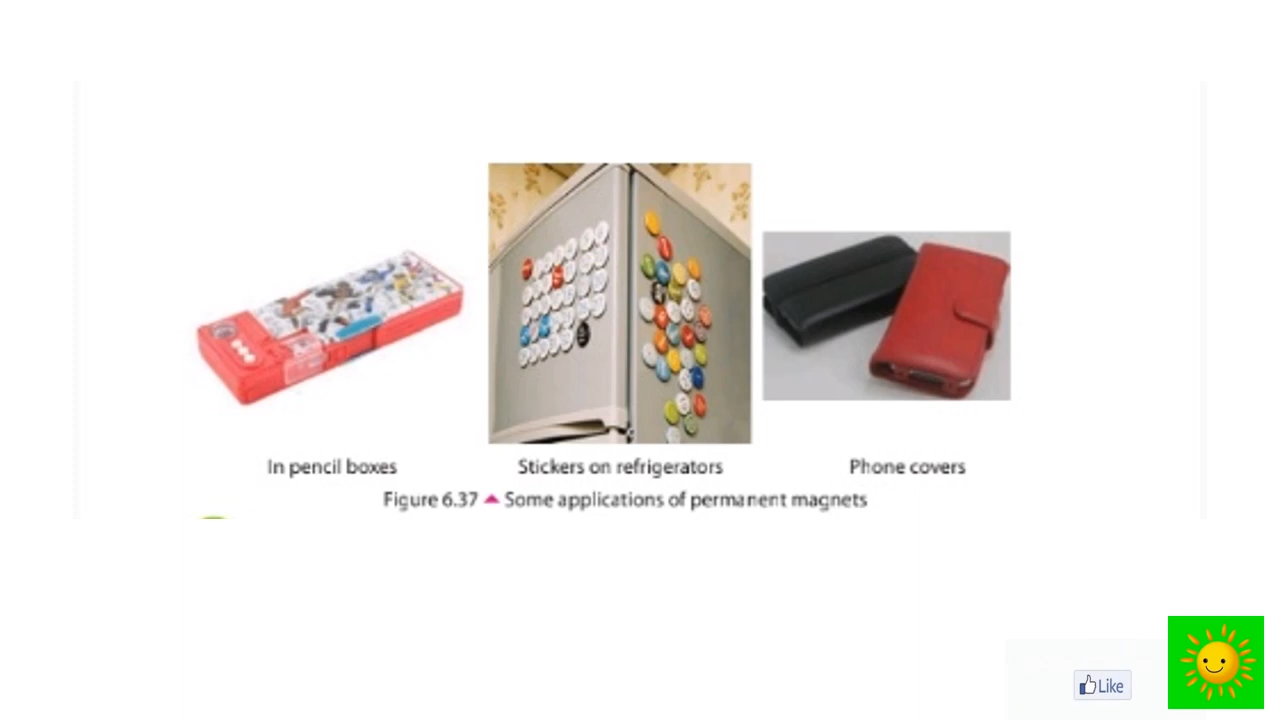 In pencil boxes
Stickers on refrigerators
Phone covers
Figure 6.37 ▲ Some applications of permanent magnets
Like